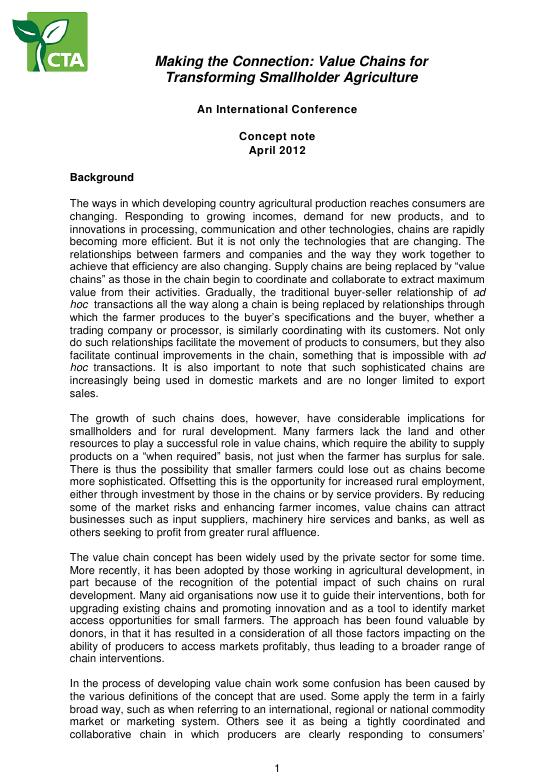 CTA
Making the Connection: Value Chains for
Transforming Smallholder Agriculture
An International Conference
Concept note
April 2012
Background
The ways in which developing country agricultural production reaches consumers are
changing. Responding to growing incomes, demand for new products, and to
innovations in processing, communication and other technologies, chains are rapidly
becoming more efficient. But it is not only the technologies that are changing. The
relationships between farmers and companies and the way they work together to
achieve that efficiency are also changing. Supply chains are being replaced by “value
chains” as those in the chain begin to coordinate and collaborate to extract maximum
value from their activities. Gradually, the traditional buyer-seller relationship of ad
hoc transactions all the way along a chain is being replaced by relationships through
which the farmer produces to the buyer's specifications and the buyer, whether a
trading company or processor, is similarly coordinating with its customers. Not only
do such relationships facilitate the movement of products to consumers, but they also
facilitate continual improvements in the chain, something that is impossible with ad
hoc transactions. It is also important to note that such sophisticated chains are
increasingly being used in domestic markets and are no longer limited to export
sales.
The growth of such chains does, however, have considerable implications for
smallholders and for rural development. Many farmers lack the land and other
resources to play a successful role in value chains, which require the ability to supply
products on a “when required” basis, not just when the farmer has surplus for sale.
There is thus the possibility that smaller farmers could lose out as chains become
more sophisticated. Offsetting this is the opportunity for increased rural employment,
either through investment by those in the chains or by service providers. By reducing
some of the market risks and enhancing farmer incomes, value chains can attract
businesses such as input suppliers, machinery hire services and banks, as well as
others seeking to profit from greater rural affluence.
The value chain concept has been widely used by the private sector for some time.
More recently, it has been adopted by those working in agricultural development, in
part because of the recognition of the potential impact of such chains on rural
development. Many aid organisations now use it to guide their interventions, both for
upgrading existing chains and promoting innovation and as a tool to identify market
access opportunities for small farmers. The approach has been found valuable by
donors, in that it has resulted in a consideration of all those factors impacting on the
ability of producers to access markets profitably, thus leading to a broader range of
chain interventions.
In the process of developing value chain work some confusion has been caused by
the various definitions of the concept that are used. Some apply the term in a fairly
broad way, such as when referring to an international, regional or national commodity
market or marketing system. Others see it as being a tightly coordinated and
collaborative chain in which producers are clearly responding to consumers’
1